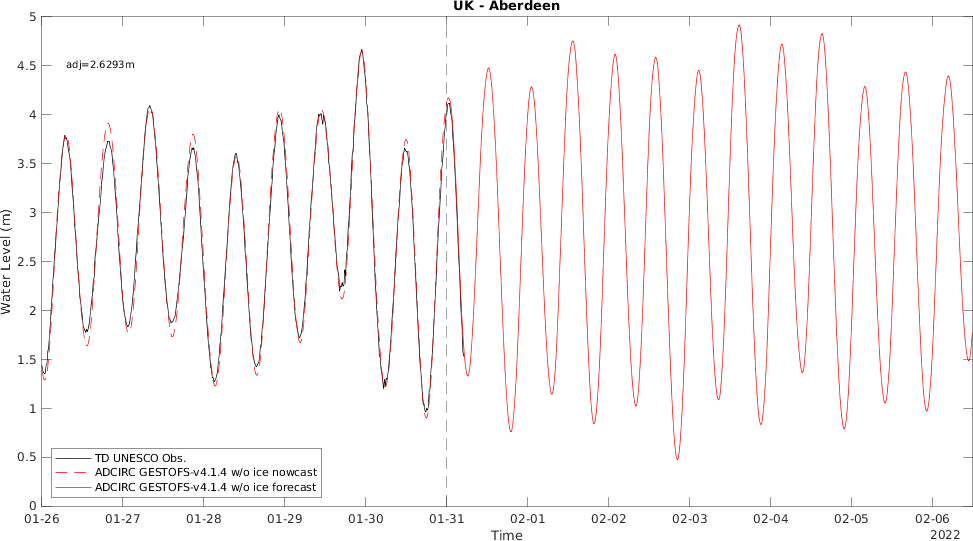 UK - Aberdeen
5
4.5
4
3.5
3
2.5
2
1.5
1
0.5
0
Water Level (m)
adj=2.6293m
TD UNESCO Obs.
ADCIRC GESTOFS-v4.1.4 w/o ice nowcast
ADCIRC GESTOFS-v4.1.4 w/o ice forecast
01-26 01-27 01-28 01-29 01-30 01-31 02-01 02-02 02-03 02-04 02-05 02-06
2022
Time